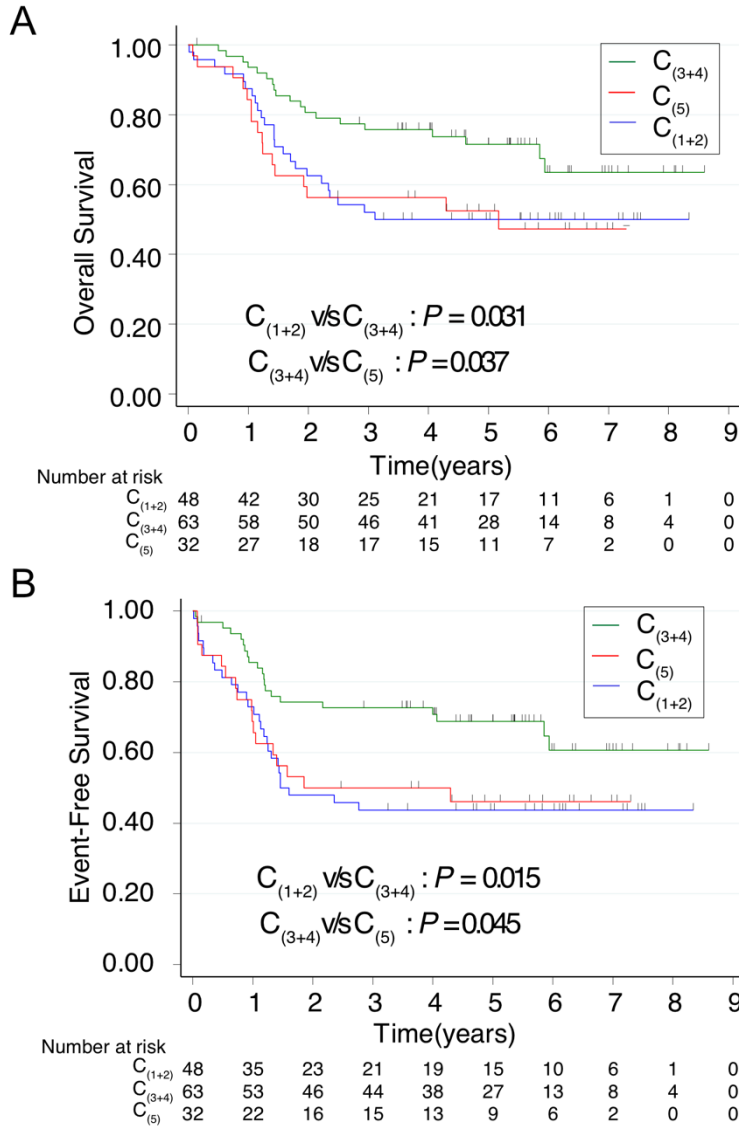 A
Overall Survival
1.00
0.80
0.60
0.40
0.20
0.00
C(3+4)
C(5)
C(1+2)
C(1+2) v/s C(3+4) : P = 0.031
C(3+4) v/s C(5) : P = 0.037
0 1 2 3 4 5 6 7 8 9
Time(years)
Number at risk
C(1+2) 48 42 30 25 21 17 11 6 1 0
C(3+4) 63 58 50 46 41 28 14 8 4 0
C(5) 32 27 18 17 15 11 7 2 0 0
B
Event-Free Survival
1.00
0.80
0.60
0.40
0.20
0.00
C(3+4)
C(5)
C(1+2)
C(1+2) v/s C(3+4) : P = 0.015
C(3+4) v/s C(5) : P = 0.045
0 1 2 3 4 5 6 7 8 9
Time(years)
Number at risk
C(1+2) 48 35 23 21 19 15 10 6 1 0
C(3+4) 63 53 46 44 38 27 13 8 4 0
C(5) 32 22 16 15 13 9 6 2 0 0